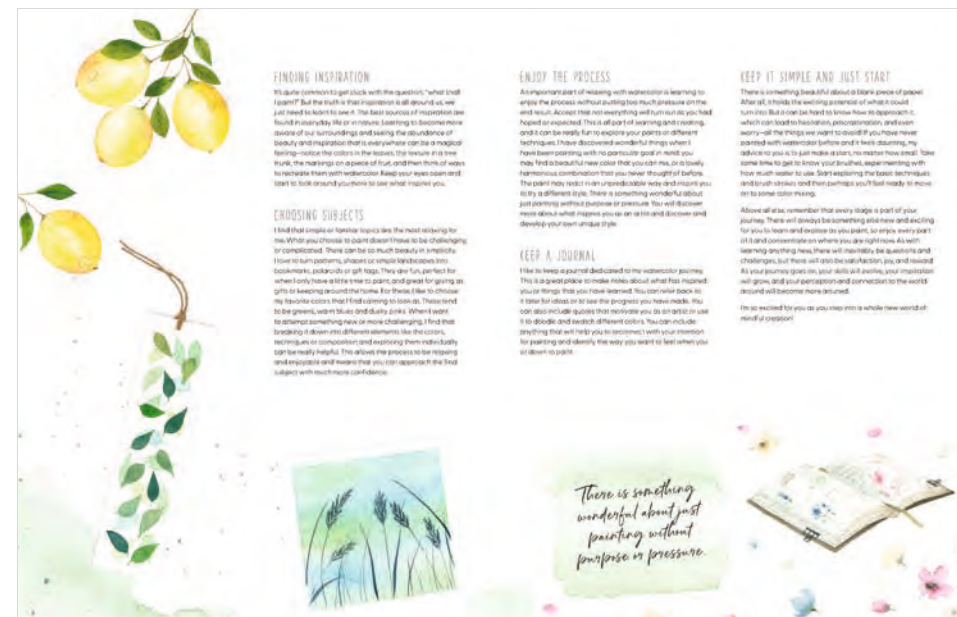 FINDING INSPIRATION
It's quite common to get stuck with the question: "what shall
I paint?" But the truth is that inspiration is all around us, we
just need to learn to see it. The best sources of inspiration are
found in everyday life or in nature. Learning to become more
aware of our surroundings and seeing the abundance of
beauty and inspiration that is everywhere can be a magical
feeling—notice the colors in the leaves, the texture in a tree
trunk, the markings on a piece of fruit, and then think of ways
to recreate them with watercolor. Keep your eyes open and
start to look around you more to see what inspires you.
CHOOSING SUBJECTS
I find that simple or familiar topics are the most relaxing for
me. What you choose to paint doesn't have to be challenging
or complicated. There can be so much beauty in simplicity.
I love to turn patterns, shapes or simple landscapes into
bookmarks, polaroids or gift tags. They are fun, perfect for
when I only have a little time to paint, and great for giving as
gifts or keeping around the home. For these, I like to choose
my favorite colors that I find calming to look at. These tend
to be greens, warm blues and dusky pinks. When I want
to attempt something new or more challenging, I find that
breaking it down into different elements like the colors,
techniques or composition and exploring them individually
can be really helpful. This allows the process to be relaxing
and enjoyable and means that you can approach the final
subject with much more confidence.
ENJOY THE PROCESS
An important part of relaxing with watercolor is learning to
enjoy the process without putting too much pressure on the
end result. Accept that not everything will turn out as you had
hoped or expected. This is all part of learning and creating,
and it can be really fun to explore your paints or different
techniques. I have discovered wonderful things when I
have been painting with no particular goal in mind: you
may find a beautiful new color that you can mix, or a lovely
harmonious combination that you never thought of before.
The paint may react in an unpredictable way and inspire you
to try a different style. There is something wonderful about
just painting without purpose or pressure. You will discover
more about what inspires you as an artist and discover and
develop your own unique style.
KEEP A JOURNAL
I like to keep a journal dedicated to my watercolor journey.
This is a great place to make notes about what has inspired
you or things that you have learned. You can refer back to
it later for ideas or to see the progress you have made. You
can also include quotes that motivate you as an artist or use
it to doodle and swatch different colors. You can include
anything that will help you to reconnect with your intention
for painting and identify the way you want to feel when you
sit down to paint.
KEEP IT SIMPLE AND JUST START
There is something beautiful about a blank piece of paper.
After all, it holds the exciting potential of what it could
turn into. But it can be hard to know how to approach it,
which can lead to hesitation, procrastination, and even
worry—all the things we want to avoid! If you have never
painted with watercolor before and it feels daunting, my
advice to you is to just make a start, no matter how small. Take
some time to get to know your brushes, experimenting with
how much water to use. Start exploring the basic techniques
and brush strokes and then perhaps you'll feel ready to move
on to some color mixing.
Above all else, remember that every stage is part of your
journey. There will always be something else new and exciting
for you to learn and explore as you paint, so enjoy every part
of it and concentrate on where you are right now. As with
learning anything new, there will inevitably be questions and
challenges, but there will also be satisfaction, joy, and reward.
As your journey goes on, your skills will evolve, your inspiration
will grow, and your perception and connection to the world
around will become more attuned.
I'm so excited for you as you step into a whole new world of
mindful creation!
There is something
wonderful about just
painting without
purpose or pressure.